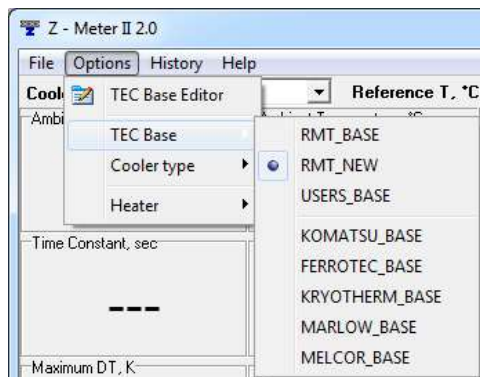 Z - Meter II 2.0
File Options History Help
Cool
TEC Base Editor
Reference T, °C
Ambi
TEC Base
RMT_BASE
Cooler type
RMT_NEW
Heater
USERS_BASE
Time Constant, sec
KOMATSU_BASE
FERROTEC_BASE
---
KRYOTHERM_BASE
MARLOW_BASE
Maximum DT, K
MELCOR_BASE